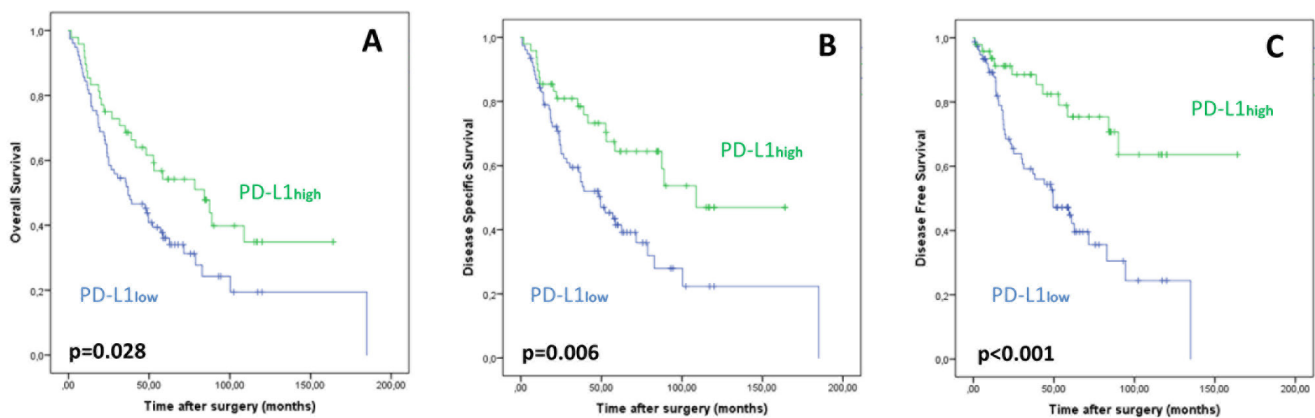 A
Overall Survival
1,0
0,8
0,6
0,4
0,2
0,0
PD-L1high
PD-L1low
p=0.028
,00 50,00 100,00 150,00 200,00
Time after surgery (months)
B
Disease Specific Survival
1,0
0,8
0,6
0,4
0,2
0,0
PD-L1high
PD-L1low
p=0.006
,00 50,00 100,00 150,00 200,00
Time after surgery (months)
C
Disease Free Survival
1,0
0,8
0,6
0,4
0,2
0,0
PD-L1high
PD-L1low
p<0.001
,00 50,00 100,00 150,00 200,00
Time after surgery (months)